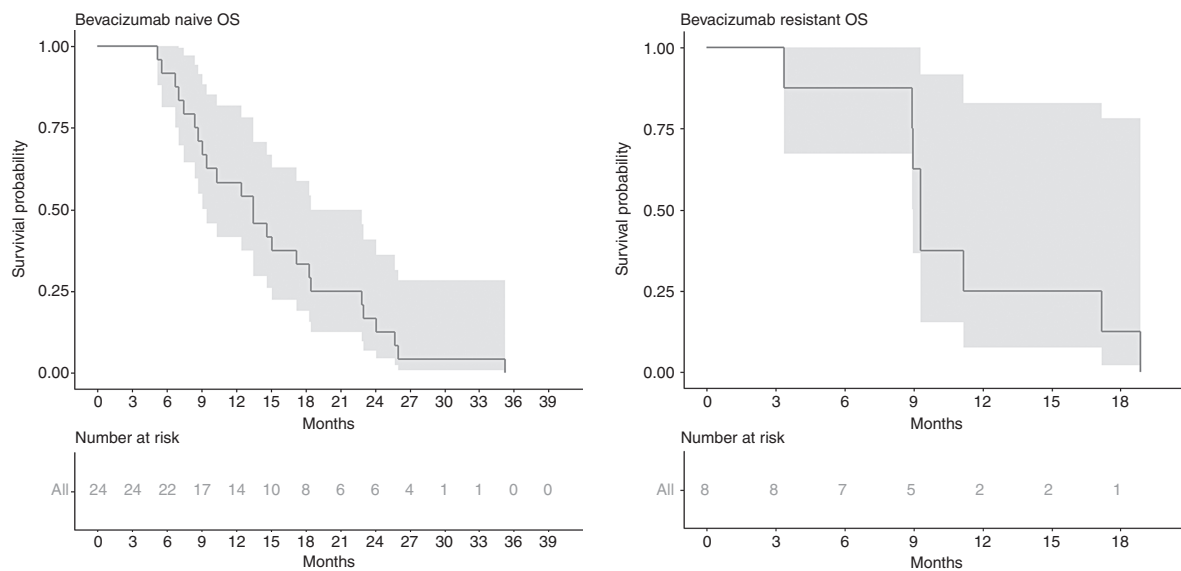 Bevacizumab naive OS
1.00
0.75
0.50
0.25
0.00
Survivial probability
0 3 6 9 12 15 18 21 24 27 30 33 36 39
Months
Number at risk
All 24 24 22 17 14 10 8 6 6 4 1 1 0 0
0 3 6 9 12 15 18 21 24 27 30 33 36 39
Months
Bevacizumab resistant OS
1.00
0.75
0.50
0.25
0.00
Survival probability
0 3 6 9 12 15 18
Months
Number at risk
All 8 8 7 5 2 2 1
0 3 6 9 12 15 18
Months